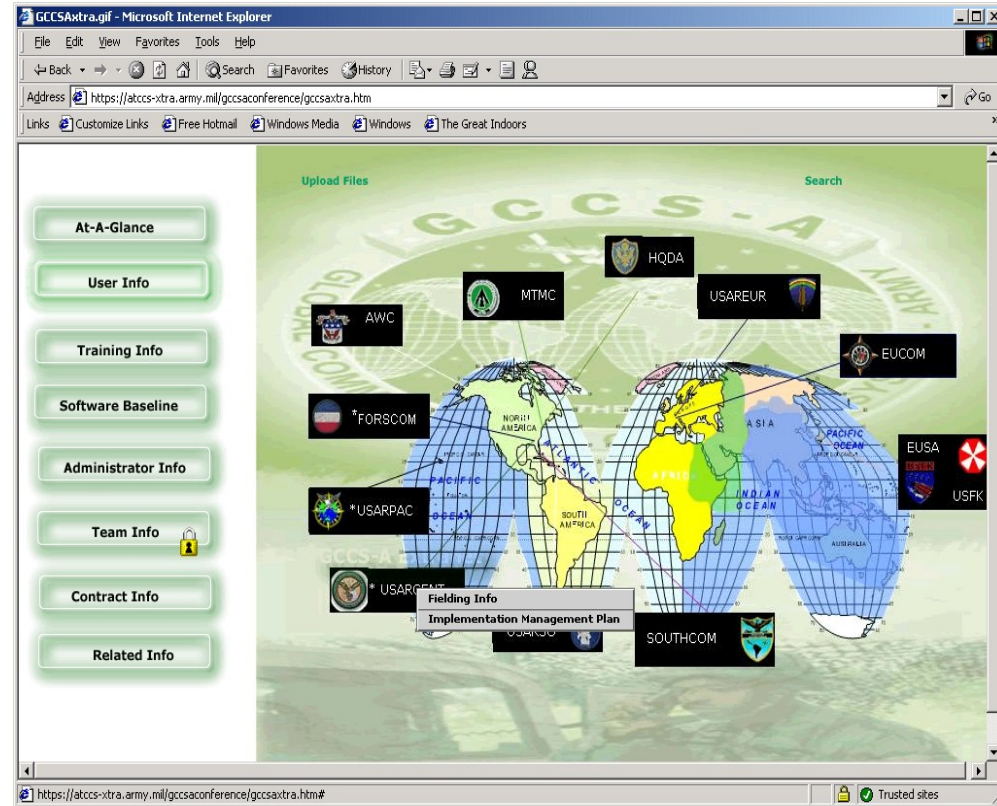 GCCSAxtra.gif - Microsoft Internet Explorer
File Edit View Favorites Tools Help
Back Search Favorites History
Address https://atccs-xtra.army.mil/gccsaconference/gccsaxtra.htm Go
Links Customize Links Free Hotmail Windows Media Windows The Great Indoors
Upload Files Search
At-A-Glance
User Info
Training Info
Software Baseline
Administrator Info
Team Info
Contract Info
Related Info
GCCS-A
HQDA
MTMC
USAREUR
AWC
EUCOM
*FORSCOM
NORTH
AMERICA
ASIA
PACIFIC
OCEAN
EUSA
ATLANTIC
OCEAN
AFRICA
PACIFIC
OCEAN
INDIAN
OCEAN
USFK
*USARPAC
SOUTH
AMERICA
AUSTRALIA
GCCS-A
* USARCENT
Fielding Info
Implementation Management Plan
USARSO
SOUTHCOM
https://atccs-xtra.army.mil/gccsaconference/gccsaxtra.htm# Trusted sites